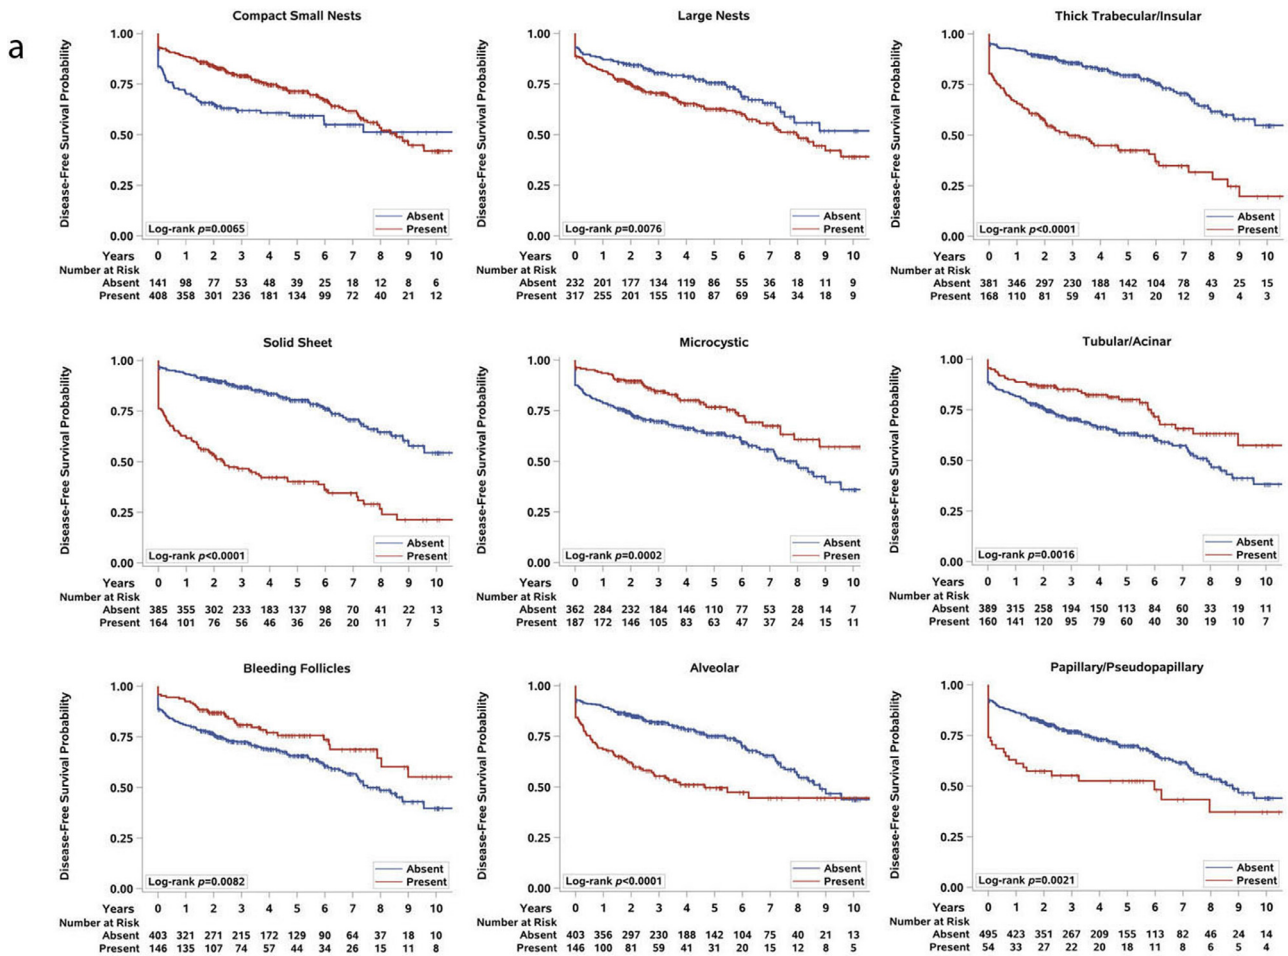 a
Compact Small Nests
Disease-Free Survival Probability
1.00
0.75
0.50
0.25
0.00
Log-rank p=0.0065
Absent
Present
Years 0 1 2 3 4 5 6 7 8 9 10
Number at Risk
Absent 141 98 77 53 48 39 25 18 12 8 6
Present 408 358 301 236 181 134 99 72 40 21 12
Large Nests
Disease-Free Survival Probability
1.00
0.75
0.50
0.25
0.00
Log-rank p=0.0076
Absent
Present
Years 0 1 2 3 4 5 6 7 8 9 10
Number at Risk
Absent 232 201 177 134 119 86 55 36 18 11 9
Present 317 255 201 155 110 87 69 54 34 18 9
Thick Trabecular/Insular
Disease-Free Survival Probability
1.00
0.75
0.50
0.25
0.00
Log-rank p<0.0001
Absent
Present
Years 0 1 2 3 4 5 6 7 8 9 10
Number at Risk
Absent 381 346 297 230 188 142 104 78 43 25 15
Present 168 110 81 59 41 31 20 12 9 4 3
Solid Sheet
Disease-Free Survival Probability
1.00
0.75
0.50
0.25
0.00
Log-rank p<0.0001
Absent
Present
Years 0 1 2 3 4 5 6 7 8 9 10
Number at Risk
Absent 385 355 302 233 183 137 98 70 41 22 13
Present 164 101 76 56 46 36 26 20 11 7 5
Microcystic
Disease-Free Survival Probability
1.00
0.75
0.50
0.25
0.00
Log-rank p=0.0002
Absent
Presen
Years 0 1 2 3 4 5 6 7 8 9 10
Number at Risk
Absent 362 284 232 184 146 110 77 53 28 14 7
Present 187 172 146 105 83 63 47 37 24 15 11
Tubular/Acinar
Disease-Free Survival Probability
1.00
0.75
0.50
0.25
0.00
Log-rank p=0.0016
Absent
Present
Years 0 1 2 3 4 5 6 7 8 9 10
Number at Risk
Absent 389 315 258 194 150 113 84 60 33 19 11
Present 160 141 120 95 79 60 40 30 19 10 7
Bleeding Follicles
Disease-Free Survival Probability
1.00
0.75
0.50
0.25
0.00
Log-rank p=0.0082
Absent
Present
Years 0 1 2 3 4 5 6 7 8 9 10
Number at Risk
Absent 403 321 271 215 172 129 90 64 37 18 10
Present 146 135 107 74 57 44 34 26 15 11 8
Alveolar
Disease-Free Survival Probability
1.00
0.75
0.50
0.25
0.00
Log-rank p<0.0001
Absent
Present
Years 0 1 2 3 4 5 6 7 8 9 10
Number at Risk
Absent 403 356 297 230 188 142 104 75 40 21 13
Present 146 100 81 59 41 31 20 15 12 8 5
Papillary/Pseudopapillary
Disease-Free Survival Probability
1.00
0.75
0.50
0.25
0.00
Log-rank p=0.0021
Absent
Present
Years 0 1 2 3 4 5 6 7 8 9 10
Number at Risk
Absent 495 423 351 267 209 155 113 82 46 24 14
Present 54 33 27 22 20 18 11 8 6 5 4